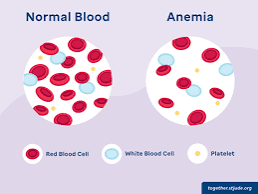 Normal Blood
Anemia
Red Blood Cell
White Blood Cell
Platelet
together.stjude.org